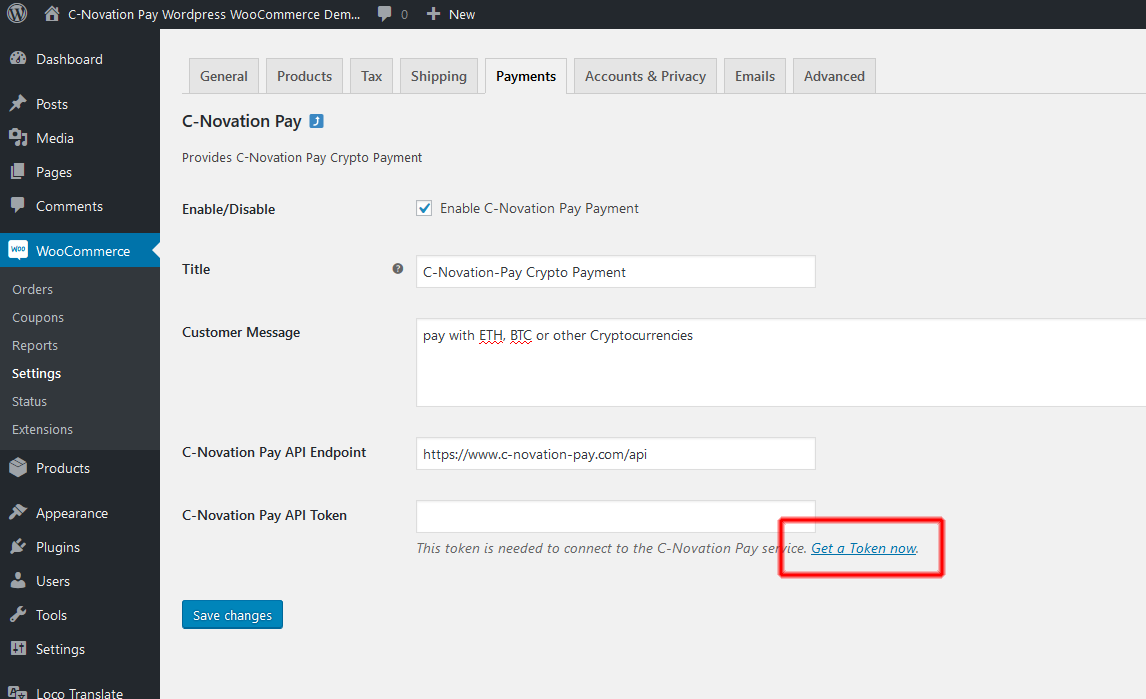 C-Novation Pay Wordpress WooCommerce Dem... 0 New
Dashboard
Posts
Media
Pages
Comments
WOO WooCommerce
Orders
Coupons
Reports
Settings
Status
Extensions
Products
Appearance
Plugins
Users
Tools
Settings
Loco Translate
General Products Tax Shipping Payments Accounts & Privacy Emails Advanced
C-Novation Pay
Provides C-Novation Pay Crypto Payment
Enable/Disable Enable C-Novation Pay Payment
Title ? C-Novation-Pay Crypto Payment
Customer Message pay with ETH, BTC or other Cryptocurrencies
C-Novation Pay API Endpoint https://www.c-novation-pay.com/api
C-Novation Pay API Token
This token is needed to connect to the C-Novation Pay service. Get a Token now.
Save changes